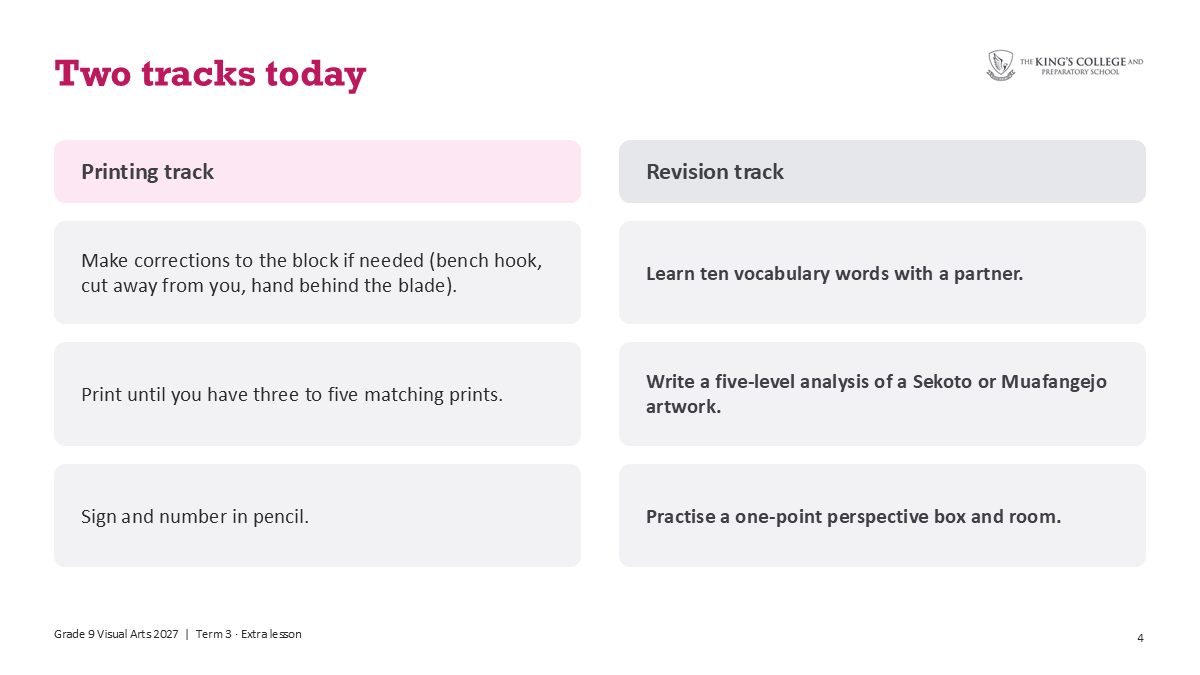 Two tracks today
THE KING'S COLLEGE AND
PREPARATORY SCHOOL
Printing track
Make corrections to the block if needed (bench hook,
cut away from you, hand behind the blade).
Print until you have three to five matching prints.
Sign and number in pencil.
Revision track
Learn ten vocabulary words with a partner.
Write a five-level analysis of a Sekoto or Muafangejo
artwork.
Practise a one-point perspective box and room.
Grade 9 Visual Arts 2027 | Term 3 · Extra lesson
4